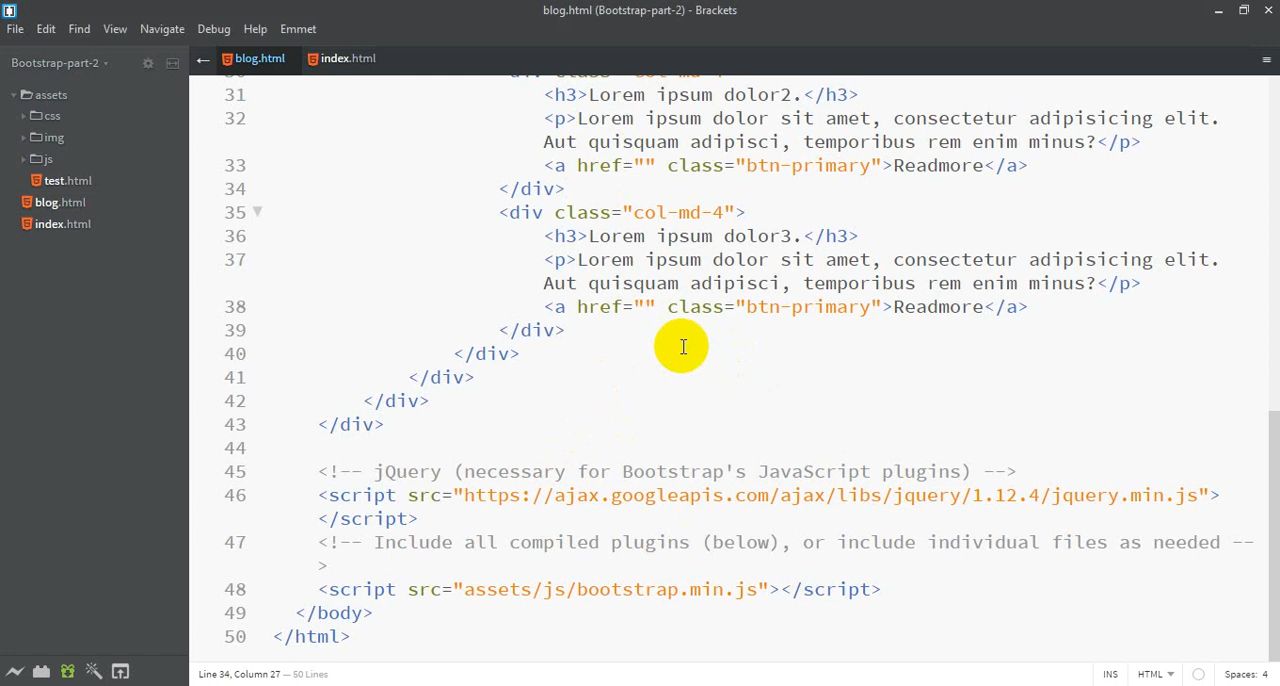 blog.html (Bootstrap-part-2) - Brackets
File Edit Find View Navigate Debug Help Emmet
Bootstrap-part-2
blog.html index.html
assets
css
img
js
test.html
blog.html
index.html
31 <h3>Lorem ipsum dolor2.</h3>
32 <p>Lorem ipsum dolor sit amet, consectetur adipisicing elit.
Aut quisquam adipisci, temporibus rem enim minus?</p>
33 <a href="" class="btn-primary">Readmore</a>
34 </div>
35 <div class="col-md-4">
36 <h3>Lorem ipsum dolor3.</h3>
37 <p>Lorem ipsum dolor sit amet, consectetur adipisicing elit.
Aut quisquam adipisci, temporibus rem enim minus?</p>
38 <a href="" class="btn-primary">Readmore</a>
39 </div>
40 </div>
41 </div>
42 </div>
43 </div>
44
45 <!-- jQuery (necessary for Bootstrap's JavaScript plugins) -->
46 <script src="https://ajax.googleapis.com/ajax/libs/jquery/1.12.4/jquery.min.js">
</script>
47 <!-- Include all compiled plugins (below), or include individual files as needed --
>
48 <script src="assets/js/bootstrap.min.js"></script>
49 </body>
50 </html>
Line 34, Column 27 — 50 Lines
INS HTML Spaces: 4